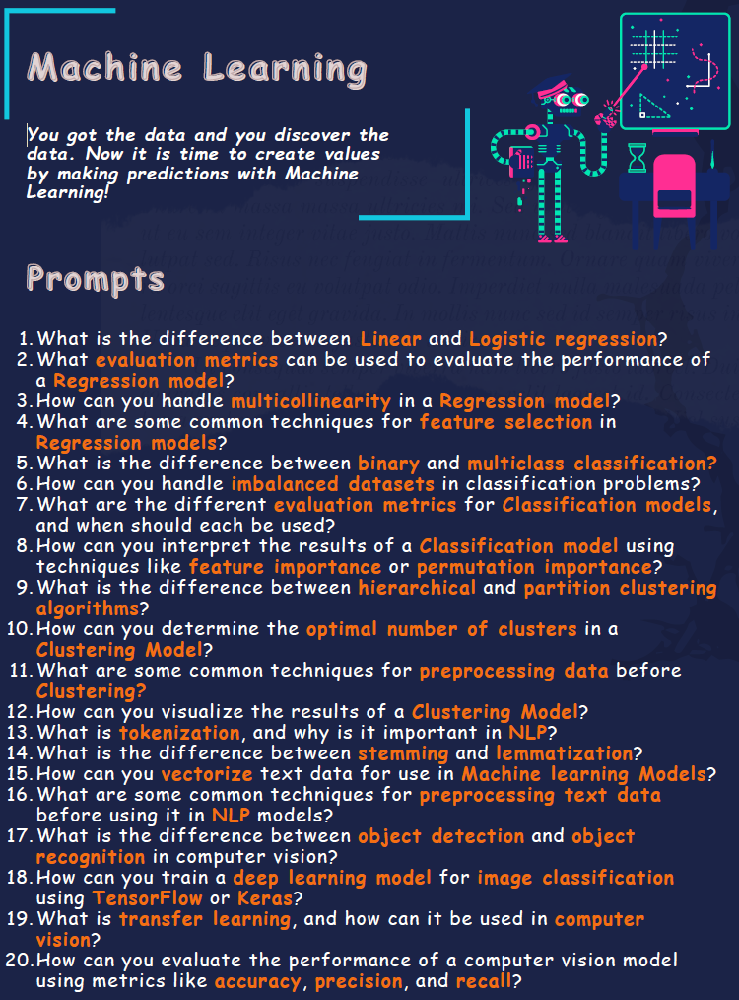 Machine Learning
You got the data and you discover the
data. Now it is time to create values
by making predictions with Machine
Learning!
Prompts
1. What is the difference between Linear and Logistic regression?
2. What evaluation metrics can be used to evaluate the performance of
a Regression model?
3. How can you handle multicollinearity in a Regression model?
4. What are some common techniques for feature selection in
Regression models?
5. What is the difference between binary and multiclass classification?
6. How can you handle imbalanced datasets in classification problems?
7. What are the different evaluation metrics for Classification models,
and when should each be used?
8. How can you interpret the results of a Classification model using
techniques like feature importance or permutation importance?
9. What is the difference between hierarchical and partition clustering
algorithms?
10. How can you determine the optimal number of clusters in a
Clustering Model?
11. What are some common techniques for preprocessing data before
Clustering?
12. How can you visualize the results of a Clustering Model?
13. What is tokenization, and why is it important in NLP?
14. What is the difference between stemming and lemmatization?
15. How can you vectorize text data for use in Machine learning Models?
16. What are some common techniques for preprocessing text data
before using it in NLP models?
17. What is the difference between object detection and object
recognition in computer vision?
18. How can you train a deep learning model for image classification
using TensorFlow or Keras?
19. What is transfer learning, and how can it be used in computer
vision?
20. How can you evaluate the performance of a computer vision model
using metrics like accuracy, precision, and recall?